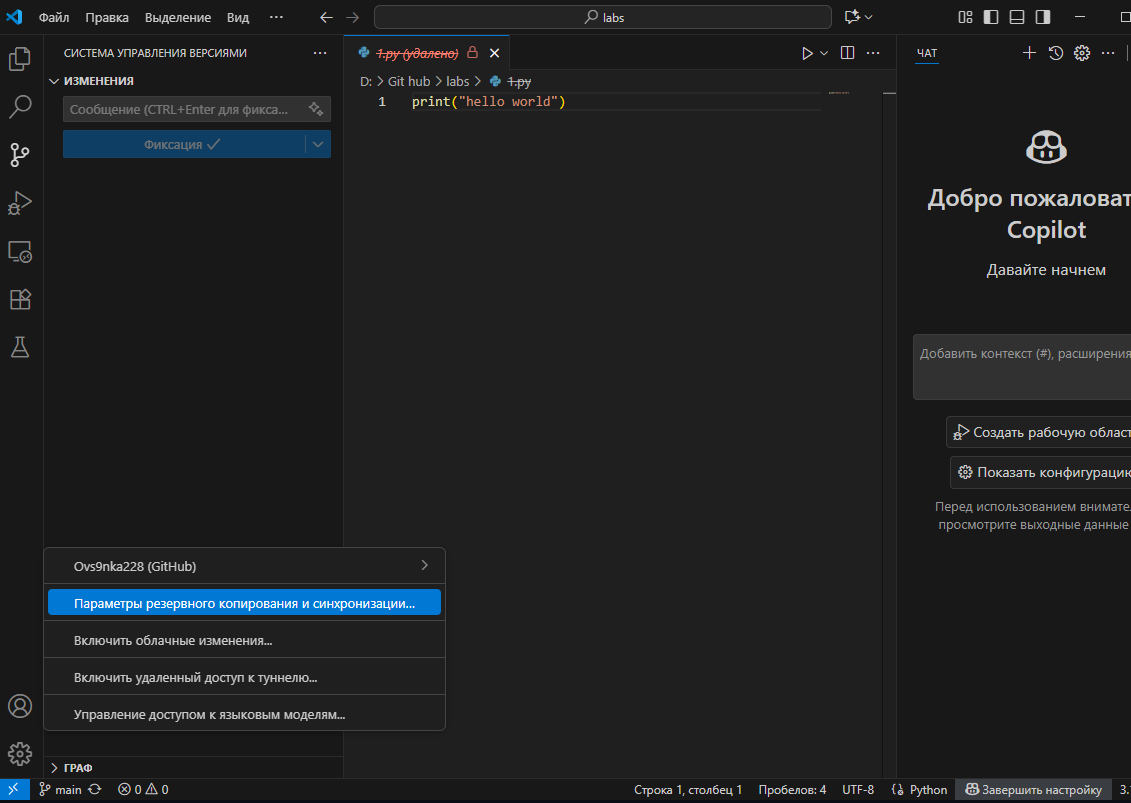 Файл Правка Выделение Вид ··· labs
СИСТЕМА УПРАВЛЕНИЯ ВЕРСИЯМИ ···
1.py (удалено)
ЧАТ
ИЗМЕНЕНИЯ
D: > Git hub > labs > 1.py
Сообщение (CTRL+Enter для фикса...
1 print("hello world")
Фиксация
Добро пожаловат
Copilot
Давайте начнем
Добавить контекст (#), расширения
Создать рабочую област
Показать конфигурацию
Перед использованием внимател
просмотрите выходные данные
Ovs9nka228 (GitHub)
Параметры резервного копирования и синхронизации...
Включить облачные изменения...
Включить удаленный доступ к туннелю...
Управление доступом к языковым моделям...
ГРАФ
main 0 0 Строка 1, столбец 1 Пробелов: 4 UTF-8 {} Python Завершить настройку 3.